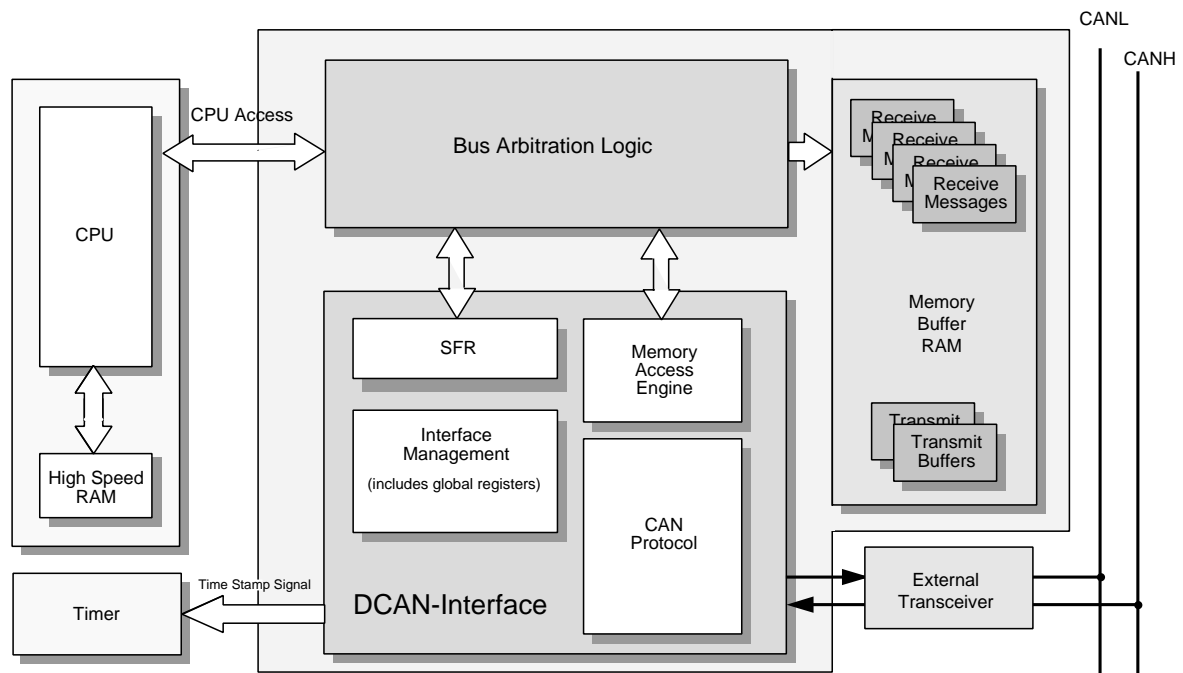 CANL
CANH
CPU Access
Bus Arbitration Logic
CPU
High Speed
RAM
Receive
M
Receive
M
Receive
M
Receive
Messages
Memory
Buffer
RAM
Transmit
Transmit
Buffers
SFR
Memory
Access
Engine
Interface
Management
(includes global registers)
CAN
Protocol
DCAN-Interface
Time Stamp Signal
Timer
External
Transceiver